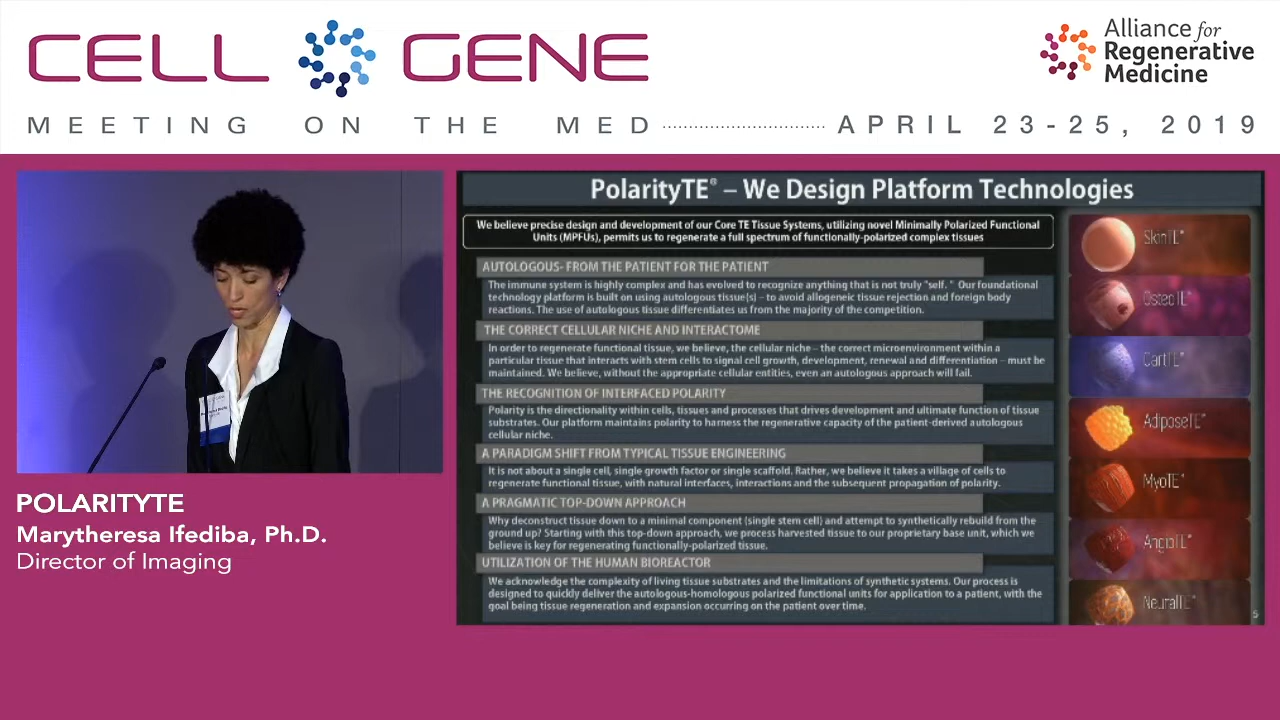 CELL GENE
Alliance for
Regenerative
Medicine
MEETING ON THE MED
APRIL 23-25, 2019
POLARITYTE
Marytheresa Ifediba, Ph.D.
Director of Imaging
PolarityTE® – We Design Platform Technologies
We believe precise design and development of our Core TE Tissue Systems, utilizing novel Minimally Polarized Functional
Units (MPFUs), permits us to regenerate a full spectrum of functionally-polarized complex tissues
AUTOLOGOUS- FROM THE PATIENT FOR THE PATIENT
The immune system is highly complex and has evolved to recognize anything that is not truly "self. " Our foundational
technology platform is built on using autologous tissue(s) – to avoid allogeneic tissue rejection and foreign body
reactions. The use of autologous tissue differentiates us from the majority of the competition.
THE CORRECT CELLULAR NICHE AND INTERACTOME
In order to regenerate functional tissue, we believe, the cellular niche – the correct microenvironment within a
particular tissue that interacts with stem cells to signal cell growth, development, renewal and differentiation – must be
maintained. We believe, without the appropriate cellular entities, even an autologous approach will fail.
THE RECOGNITION OF INTERFACED POLARITY
Polarity is the directionality within cells, tissues and processes that drives development and ultimate function of tissue
substrates. Our platform maintains polarity to harness the regenerative capacity of the patient-derived autologous
cellular niche.
A PARADIGM SHIFT FROM TYPICAL TISSUE ENGINEERING
It is not about a single cell, single growth factor or single scaffold. Rather, we believe it takes a village of cells to
regenerate functional tissue, with natural interfaces, interactions and the subsequent propagation of polarity.
A PRAGMATIC TOP-DOWN APPROACH
Why deconstruct tissue down to a minimal component (single stem cell) and attempt to synthetically rebuild from the
ground up? Starting with this top-down approach, we process harvested tissue to our proprietary base unit, which we
believe is key for regenerating functionally-polarized tissue.
UTILIZATION OF THE HUMAN BIOREACTOR
We acknowledge the complexity of living tissue substrates and the limitations of synthetic systems. Our process is
designed to quickly deliver the autologous-homologous polarized functional units for application to a patient, with the
goal being tissue regeneration and expansion occurring on the patient over time.
SkinTE
OsteoTE
CartTE
AdiposeTE
MyoTE
AngioTE
NeuralTE
5